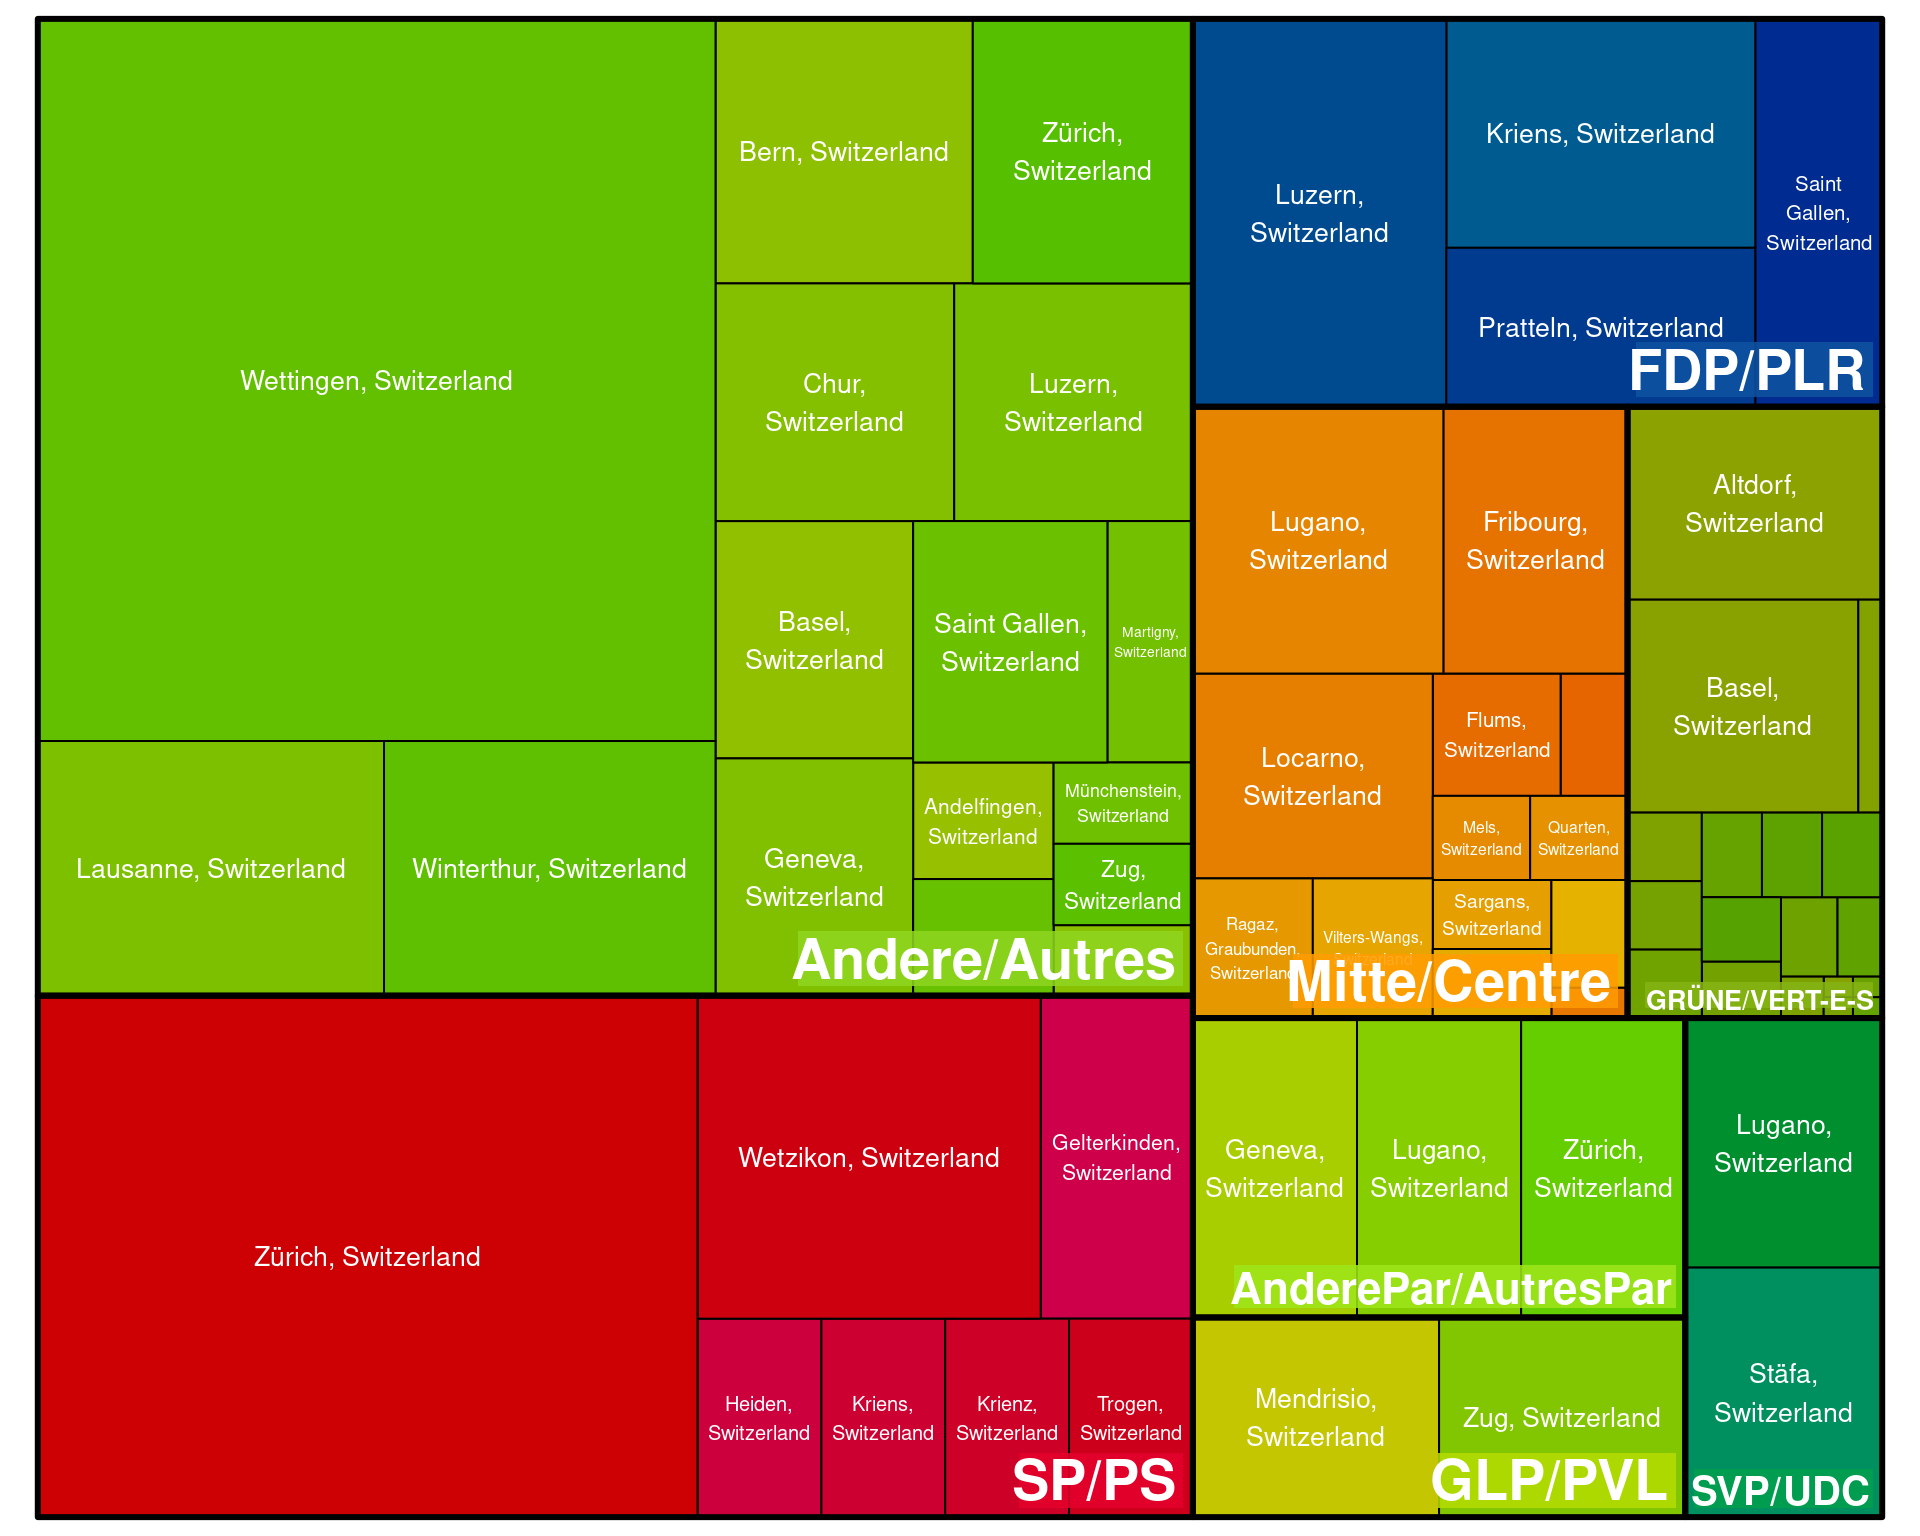 Wettingen, Switzerland
Lausanne, Switzerland
Winterthur, Switzerland
Bern, Switzerland
Zürich,
Switzerland
Chur,
Switzerland
Luzern,
Switzerland
Basel,
Switzerland
Saint Gallen,
Switzerland
Martigny,
Switzerland
Geneva,
Switzerland
Andelfingen,
Switzerland
Münchenstein,
Switzerland
Zug,
Switzerland
Andere/Autres
Zürich, Switzerland
Wetzikon, Switzerland
Gelterkinden,
Switzerland
Heiden,
Switzerland
Kriens,
Switzerland
Krienz,
Switzerland
Trogen,
Switzerland
SP/PS
Luzern,
Switzerland
Kriens, Switzerland
Pratteln, Switzerland
Saint
Gallen,
Switzerland
FDP/PLR
Lugano,
Switzerland
Fribourg,
Switzerland
Locarno,
Switzerland
Flums,
Switzerland
Mels,
Switzerland
Quarten,
Switzerland
Ragaz,
Graubunden,
Switzerland
Vilters-Wangs,
Switzerland
Sargans,
Switzerland
Mitte/Centre
Altdorf,
Switzerland
Basel,
Switzerland
GRÜNE/VERT-E-S
Geneva,
Switzerland
Lugano,
Switzerland
Zürich,
Switzerland
AnderePar/AutresPar
Mendrisio,
Switzerland
Zug, Switzerland
GLP/PVL
Lugano,
Switzerland
Stäfa,
Switzerland
SVP/UDC